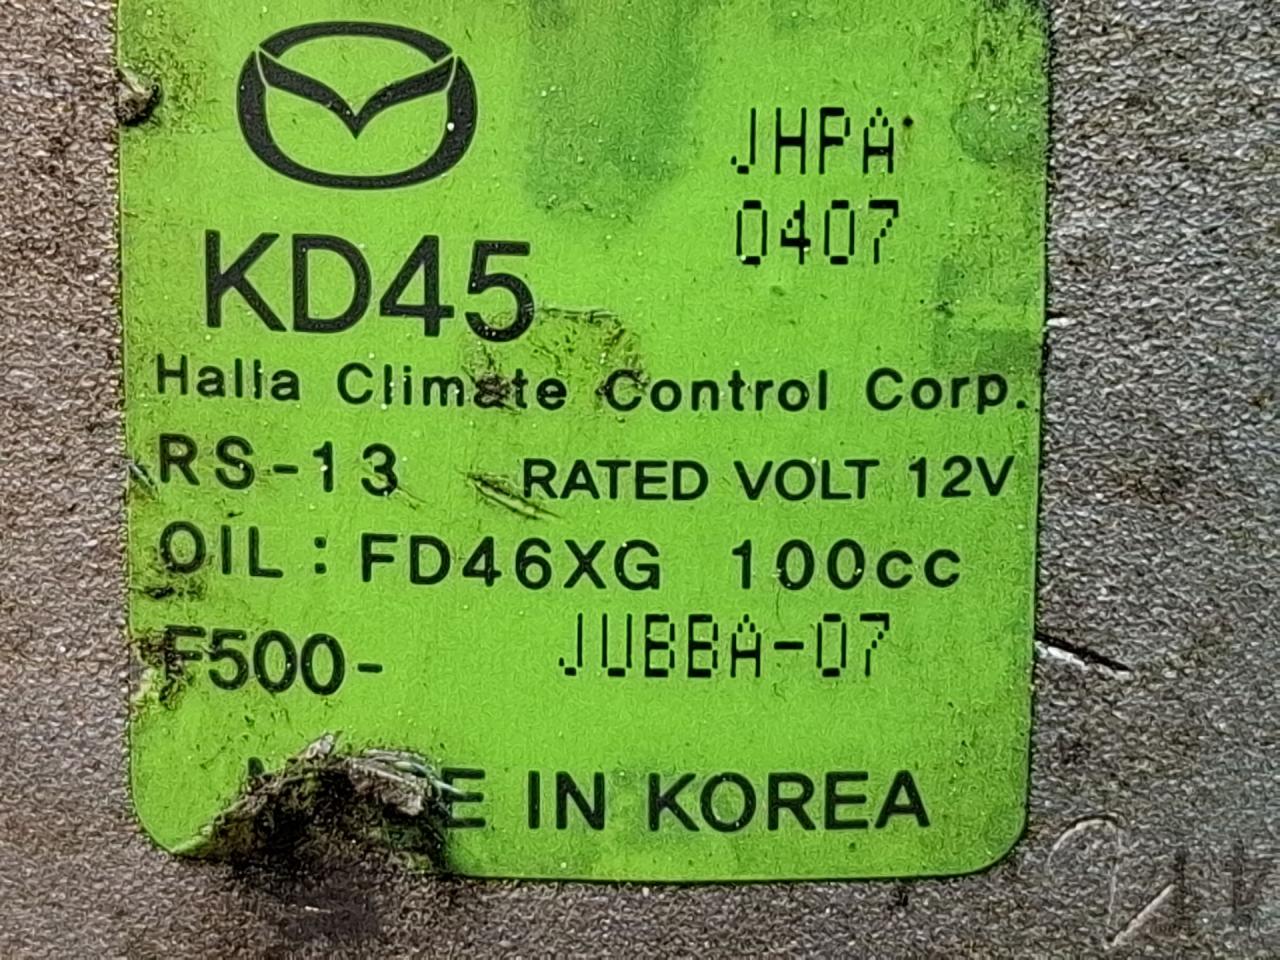 JHPA
0407
KD45
Halla Climate Control Corp.
RS-13 RATED VOLT 12V
OIL : FD46XG 100cc
F500- JUBBA-07
IN KOREA